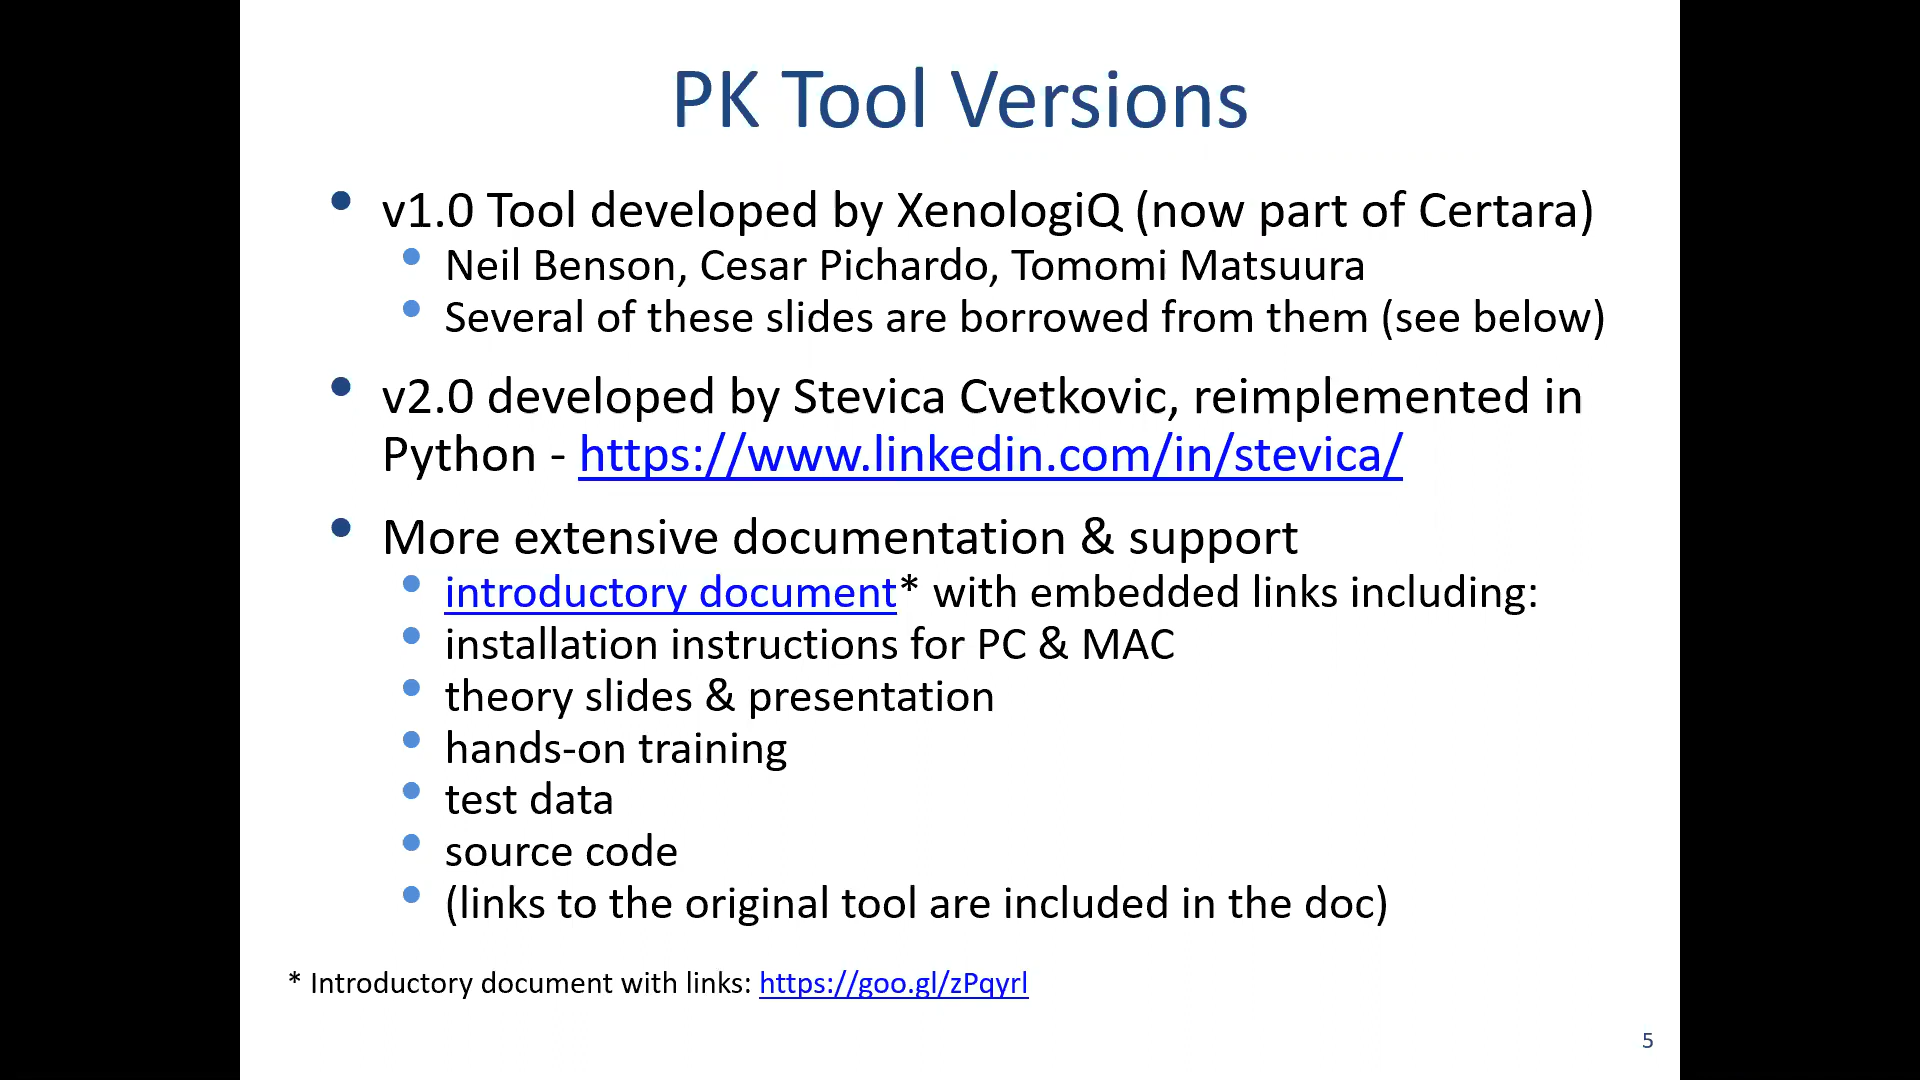 PK Tool Versions
• v1.0 Tool developed by XenologiQ (now part of Certara)
• Neil Benson, Cesar Pichardo, Tomomi Matsuura
• Several of these slides are borrowed from them (see below)
• v2.0 developed by Stevica Cvetkovic, reimplemented in
Python - https://www.linkedin.com/in/stevica/
• More extensive documentation & support
• introductory document* with embedded links including:
• installation instructions for PC & MAC
• theory slides & presentation
• hands-on training
• test data
• source code
• (links to the original tool are included in the doc)
* Introductory document with links: https://goo.gl/zPqyrl
5